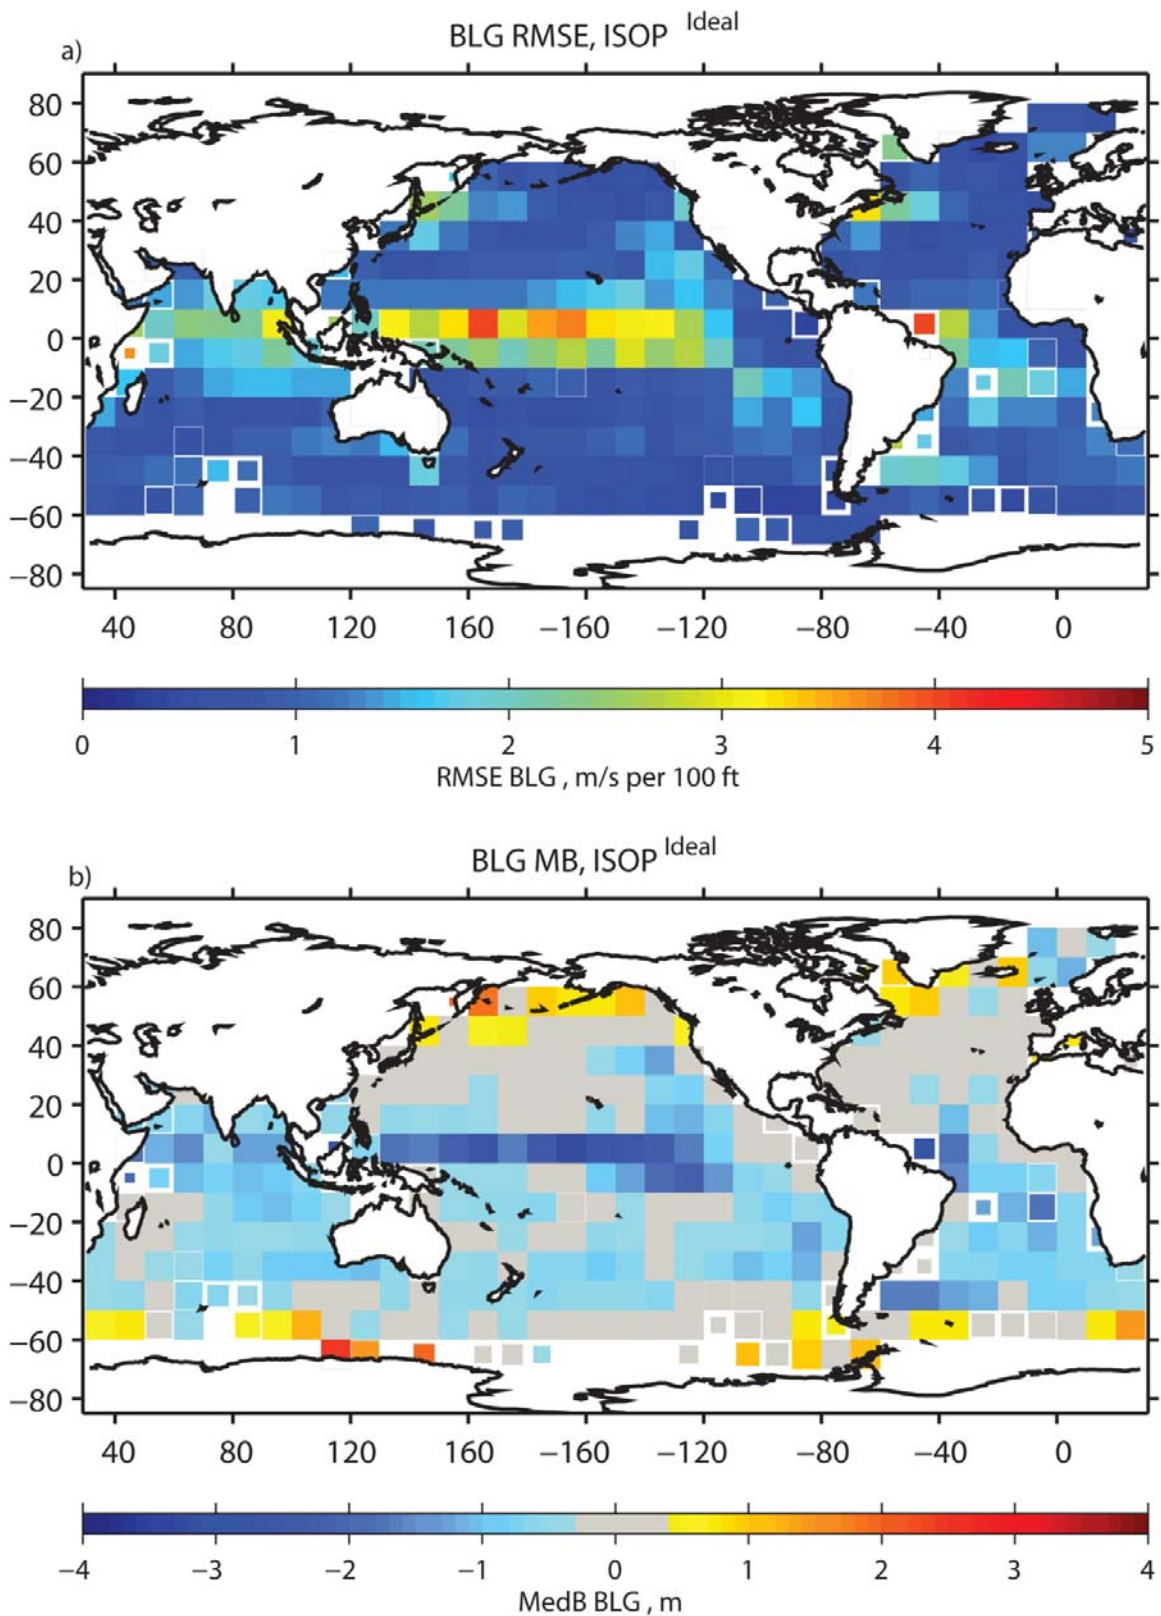 BLG RMSE, ISOP Ideal
a)
80
60
40
20
0
−20
−40
−60
−80
40 80 120 160 −160 −120 −80 −40 0
0 1 2 3 4 5
RMSE BLG , m/s per 100 ft
BLG MB, ISOP Ideal
b)
80
60
40
20
0
−20
−40
−60
−80
40 80 120 160 −160 −120 −80 −40 0
−4 −3 −2 −1 0 1 2 3 4
MedB BLG , m